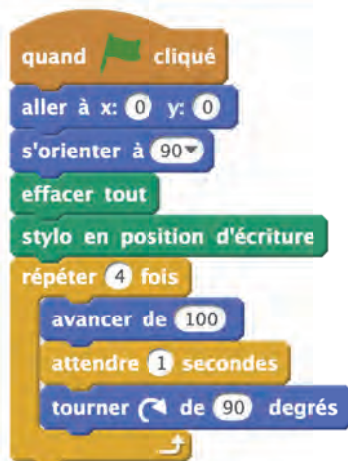 quand cliqué
aller à x: 0 y: 0
s'orienter à 90
effacer tout
stylo en position d'écriture
répéter 4 fois
avancer de 100
attendre 1 secondes
tourner de 90 degrés